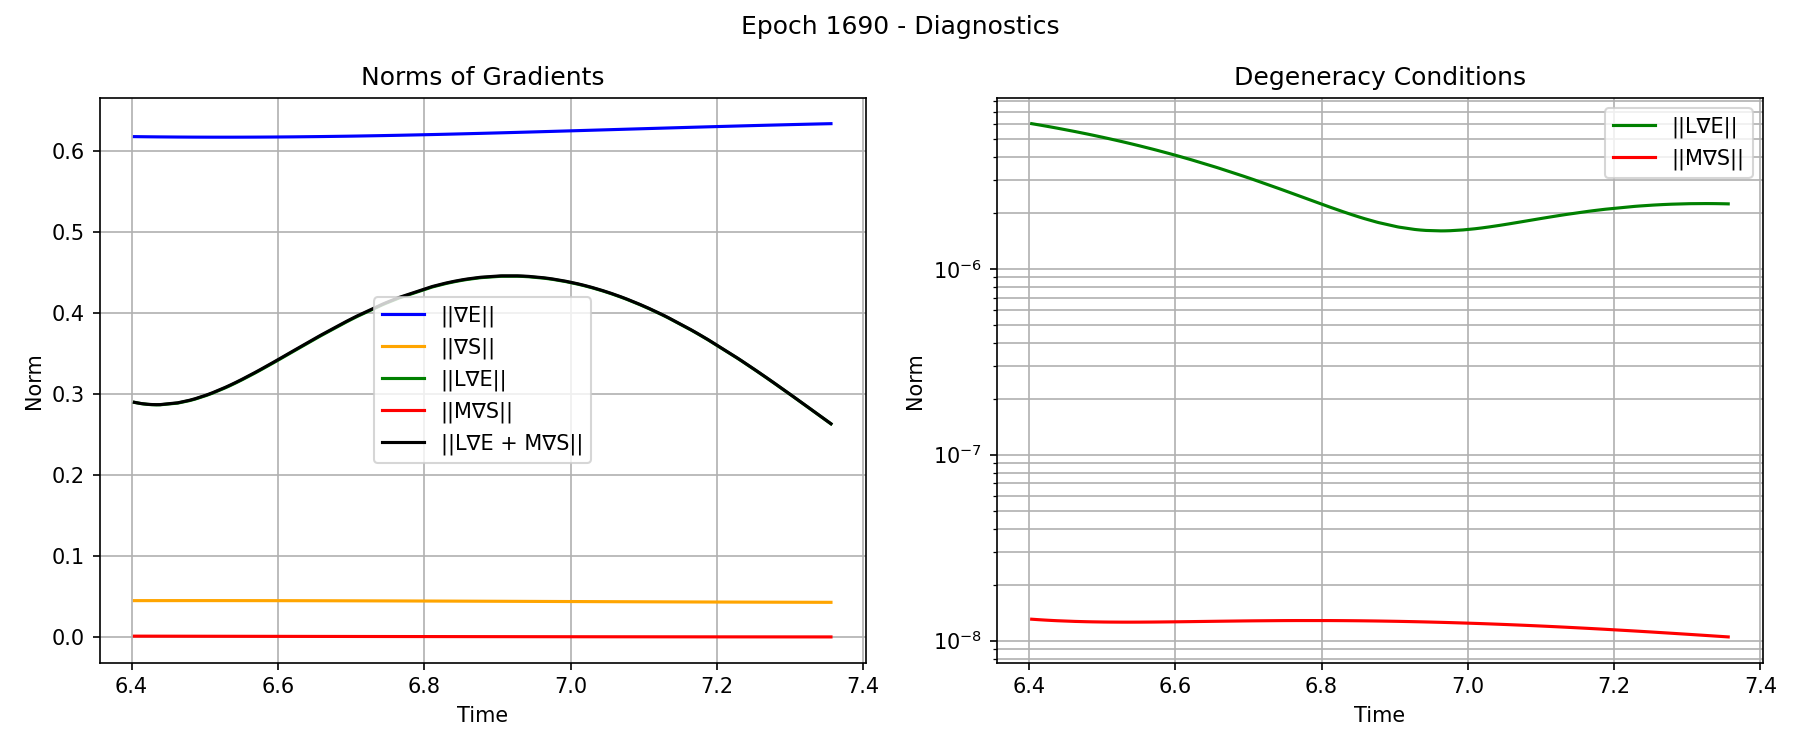 Epoch 1690 - Diagnostics
Norms of Gradients
Norm
0.6
0.5
0.4
0.3
0.2
0.1
0.0
||∇E||
||∇S||
||L∇E||
||M∇S||
||L∇E + M∇S||
6.4 6.6 6.8 7.0 7.2 7.4
Time
Degeneracy Conditions
Norm
10⁻⁶
10⁻⁷
10⁻⁸
||L∇E||
||M∇S||
6.4 6.6 6.8 7.0 7.2 7.4
Time